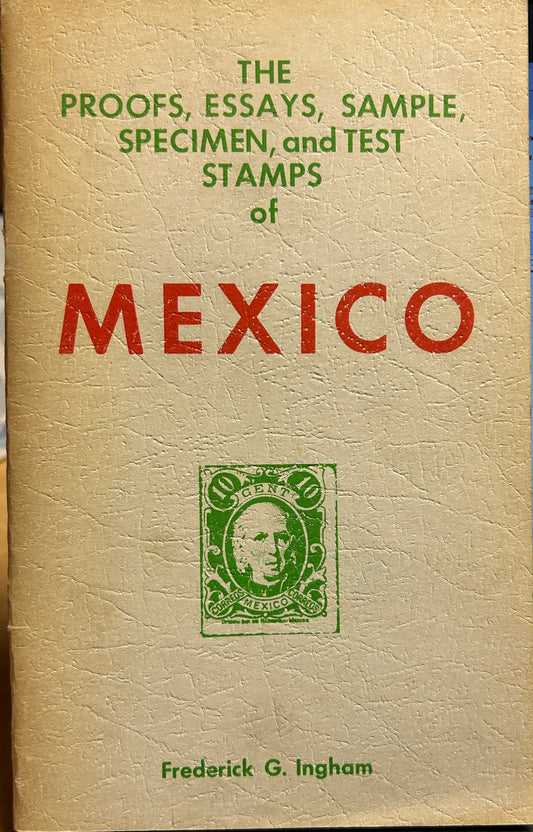 THE
PROOFS, ESSAYS, SAMPLE,
SPECIMEN, and TEST
STAMPS
of
MEXICO
10 CENT 10
CORREOS MEXICO CORREOS
Frederick G. Ingham